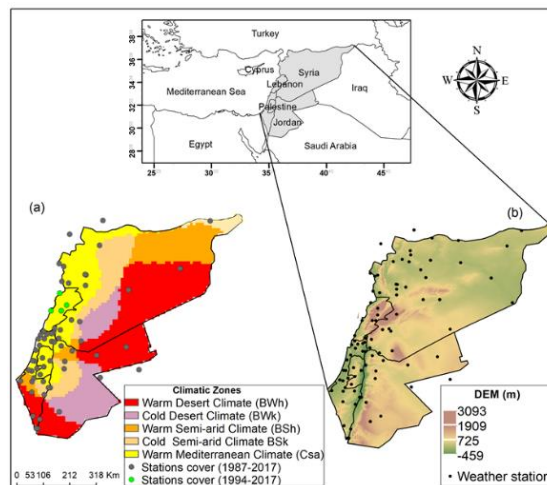 Turkey
Cyprus
Syria
Lebanon
Mediterranean Sea
Iraq
Palestine
Jordan
Egypt
Saudi Arabia
38°
36°
34
32
30
28
25
30
35
40
45
N
W
E
S
(a)
(b)
Climatic Zones
Warm Desert Climate (BWh)
Cold Desert Climate (BWk)
Warm Semi-arid Climate (BSh)
Cold Semi-arid Climate BSk
Warm Mediterranean Climate (Csa)
Stations cover (1987-2017)
Stations cover (1994-2017)
0 53 106 212 318 Km
DEM (m)
3093
1909
725
-459
Weather station